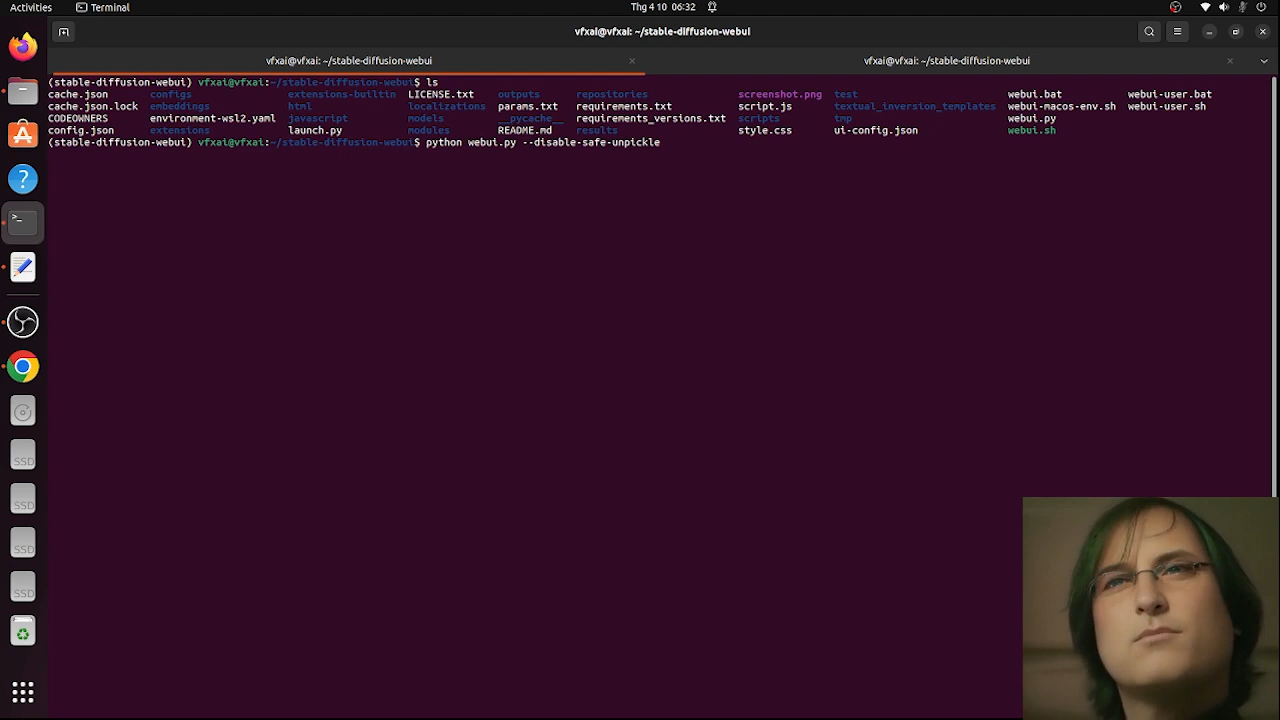 Activities Terminal Thg 4 10 06:32
vfxai@vfxai: ~/stable-diffusion-webui
vfxai@vfxai: ~/stable-diffusion-webui vfxai@vfxai: ~/stable-diffusion-webui
(stable-diffusion-webui) vfxai@vfxai:~/stable-diffusion-webui$ ls
cache.json configs extensions-builtin LICENSE.txt outputs repositories screenshot.png test webui.bat webui-user.bat
cache.json.lock embeddings html localizations params.txt requirements.txt script.js textual_inversion_templates webui-macos-env.sh webui-user.sh
CODEOWNERS environment-wsl2.yaml javascript models __pycache__ requirements_versions.txt scripts tmp webui.py
config.json extensions launch.py modules README.md results style.css ui-config.json webui.sh
(stable-diffusion-webui) vfxai@vfxai:~/stable-diffusion-webui$ python webui.py --disable-safe-unpickle
SSD
SSD
SSD
SSD